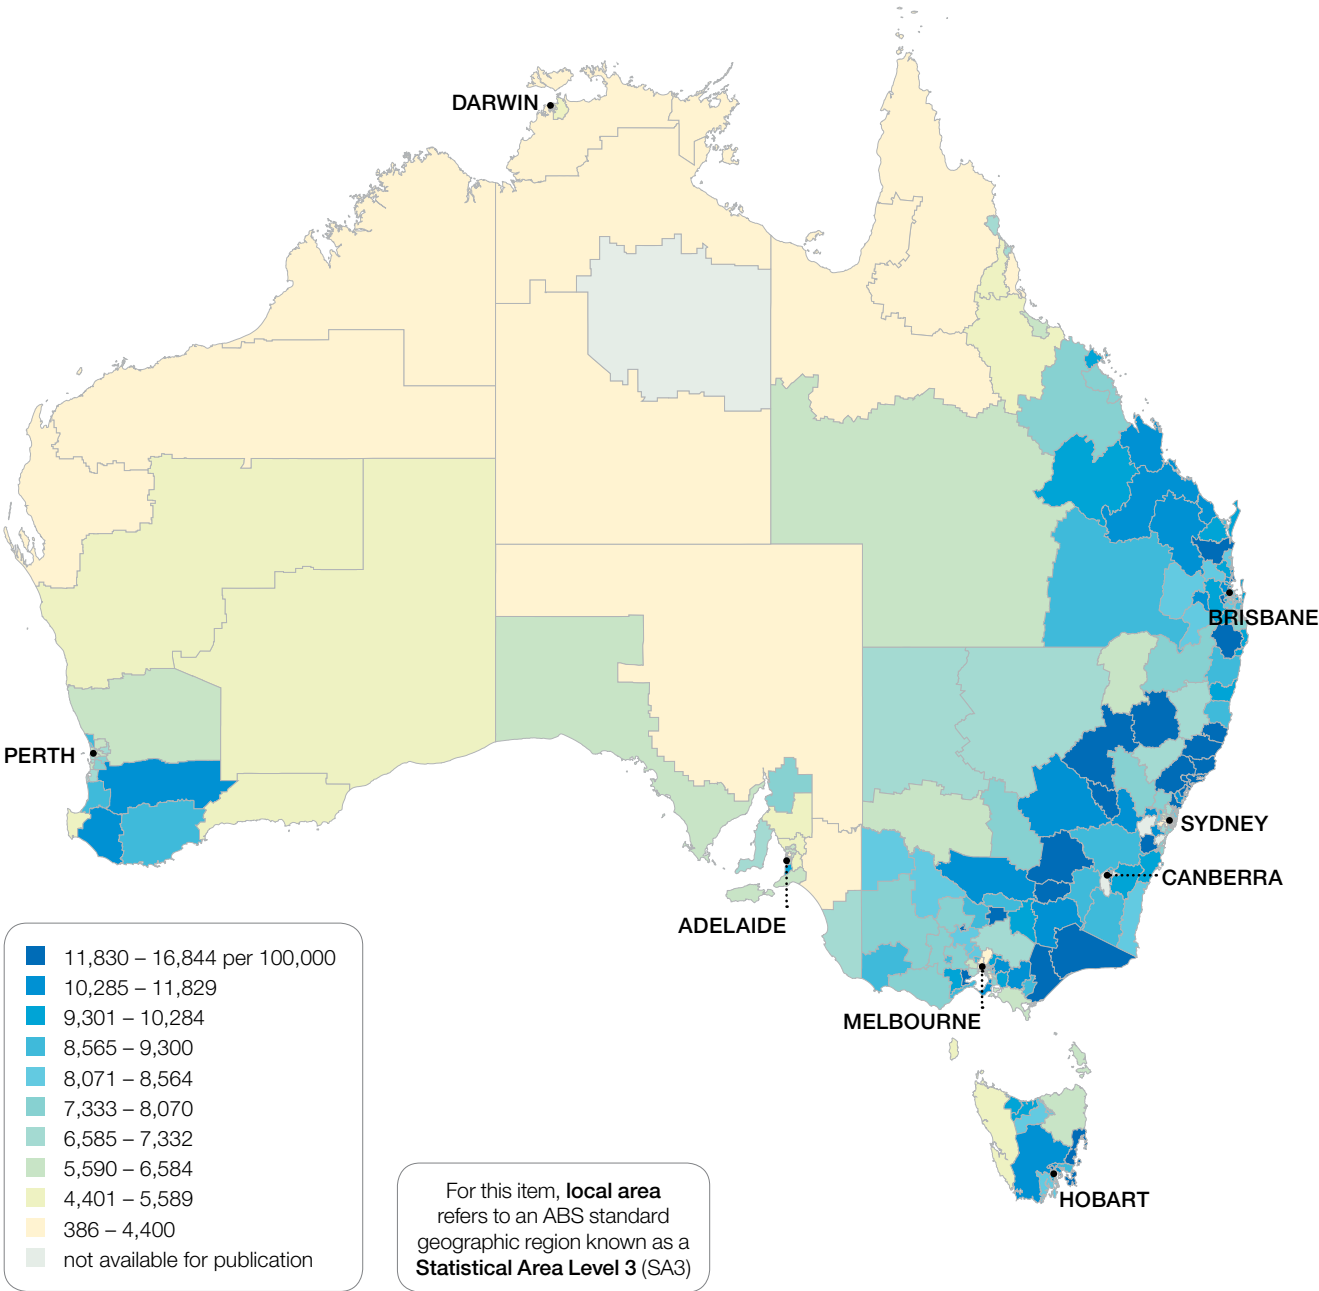 DARWIN
BRISBANE
PERTH
SYDNEY
CANBERRA
ADELAIDE
MELBOURNE
HOBART
11,830 – 16,844 per 100,000
10,285 – 11,829
9,301 – 10,284
8,565 – 9,300
8,071 – 8,564
7,333 – 8,070
6,585 – 7,332
5,590 – 6,584
4,401 – 5,589
386 – 4,400
not available for publication
For this item, local area
refers to an ABS standard
geographic region known as a
Statistical Area Level 3 (SA3)